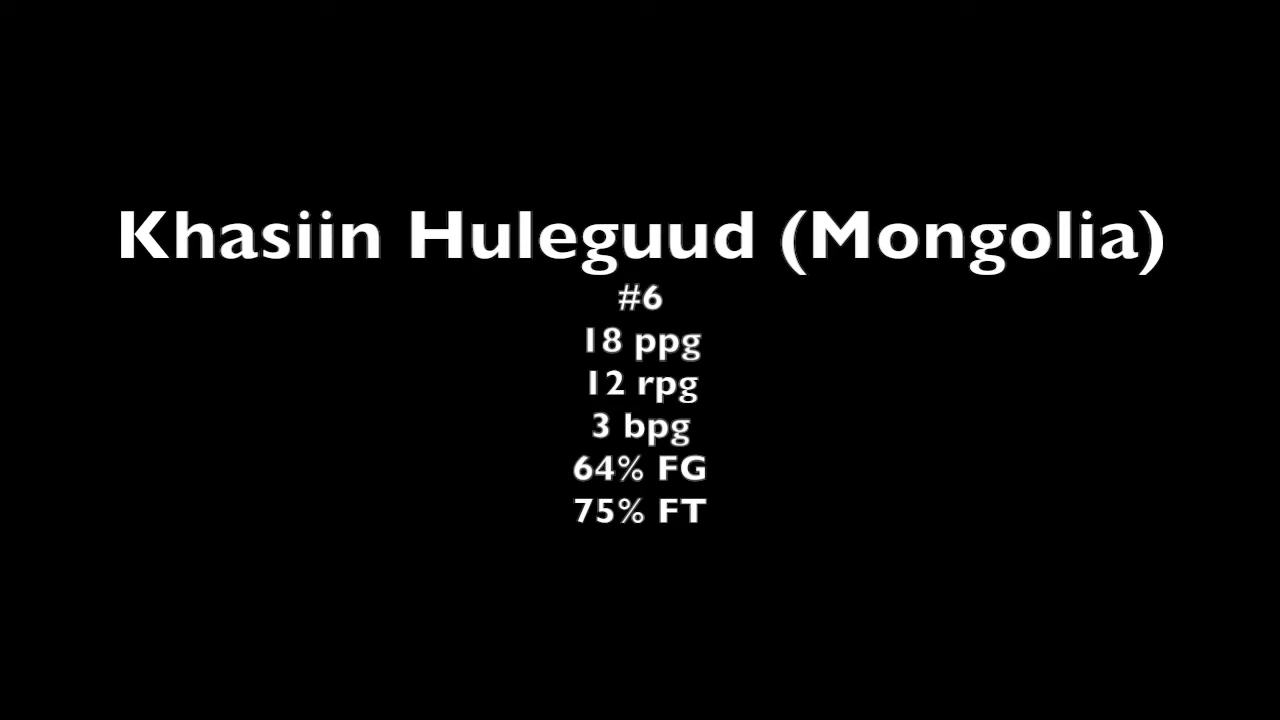 Khasiin Huleguud (Mongolia)
#6
18 ppg
12 rpg
3 bpg
64% FG
75% FT